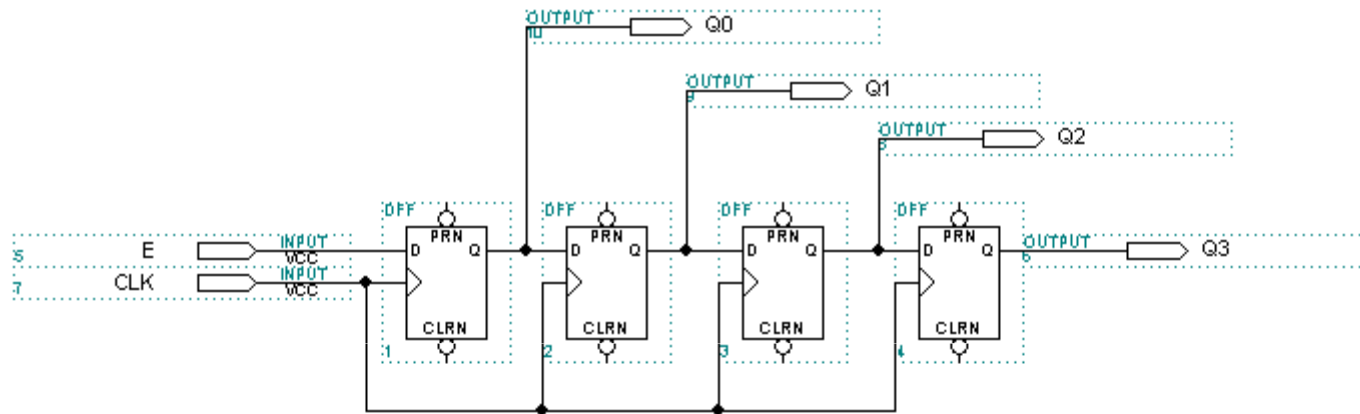 OUTPUT
10
Q0
OUTPUT
9
Q1
OUTPUT
8
Q2
DFF
DFF
DFF
DFF
5
E
INPUT
VCC
D
PRN
Q
D
PRN
Q
D
PRN
Q
D
PRN
Q
OUTPUT
6
Q3
7
CLK
INPUT
VCC
CLRN
CLRN
CLRN
CLRN
1
2
3
4